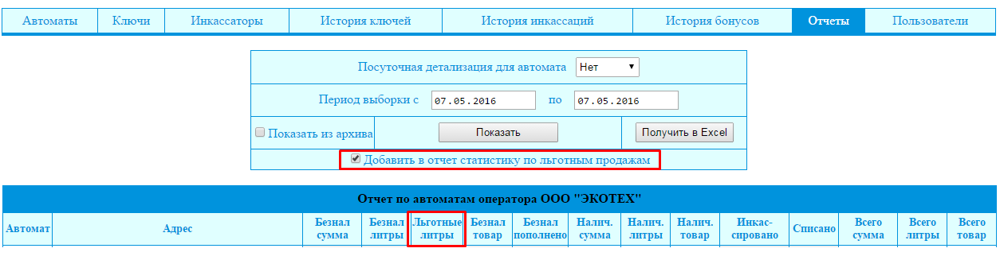 Автоматы Ключи Инкассаторы История ключей История инкассаций История бонусов Отчеты Пользователи
Посуточная детализация для автомата Нет
Период выборки с 07.05.2016 по 07.05.2016
Показать из архива Показать Получить в Excel
Добавить в отчет статистику по льготным продажам
Отчет по автоматам оператора ООО "ЭКОТЕХ"
Автомат Адрес Безнал сумма Безнал литры Льготные литры Безнал товар Безнал пополнено Налич. сумма Налич. литры Налич. товар Инкас-сировано Списано Всего сумма Всего литры Всего товар